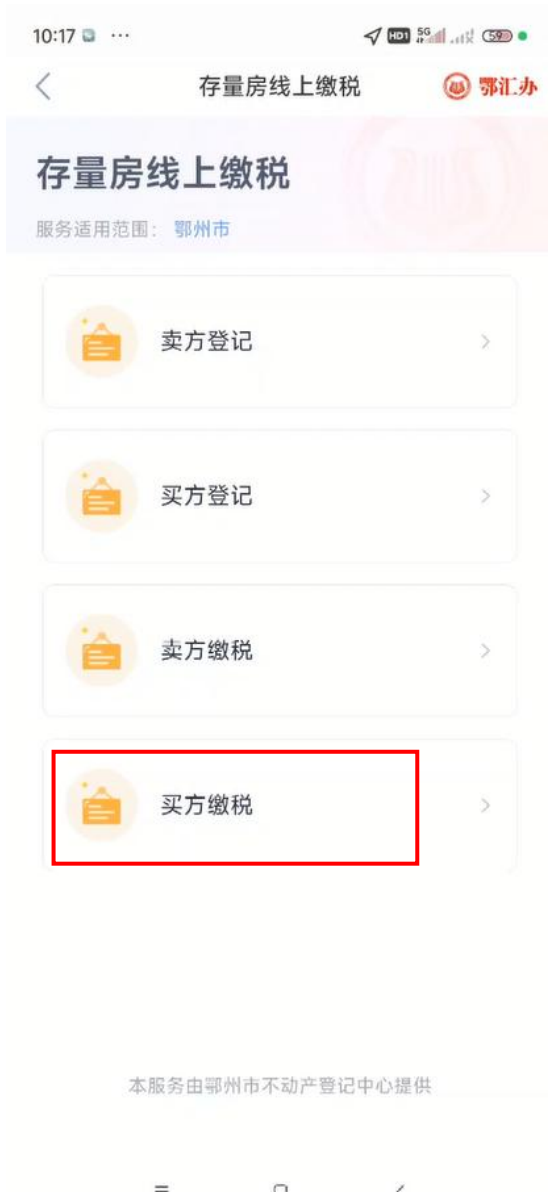 10:17 ... HD1 5G 59
存量房线上缴税 鄂汇办
存量房线上缴税
服务适用范围： 鄂州市
卖方登记
买方登记
卖方缴税
买方缴税
本服务由鄂州市不动产登记中心提供